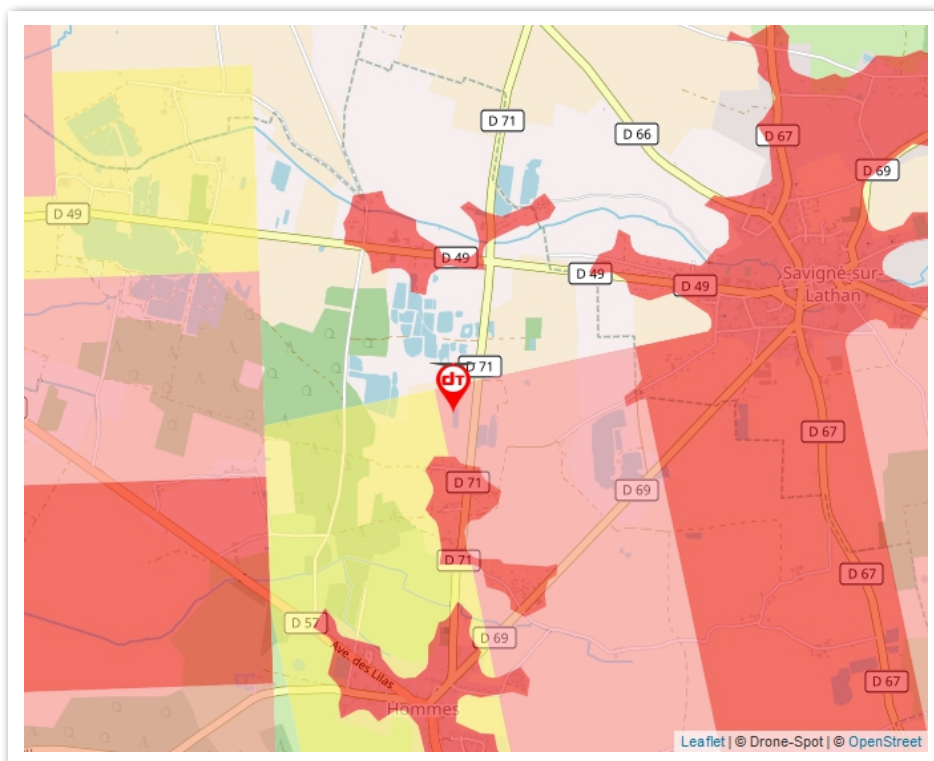 D 71
D 66
D 67
D 69
D 49
D 49
D 49
D 49
Savigné-sur-
Lathan
D 71
dT
D 67
D 71
D 69
D 71
D 67
D 57
D 69
Ave. des Lilas
D 67
Hommes
Leaflet | © Drone-Spot | © OpenStreet